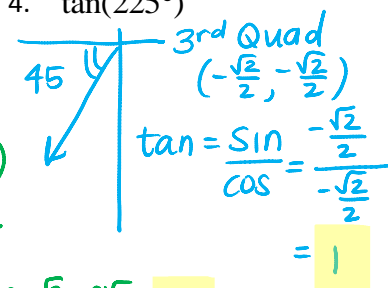 4. tan(225°)
3rd Quad
45
(-√2/2, -√2/2)
tan = sin/cos = (-√2/2)/(-√2/2)
= 1